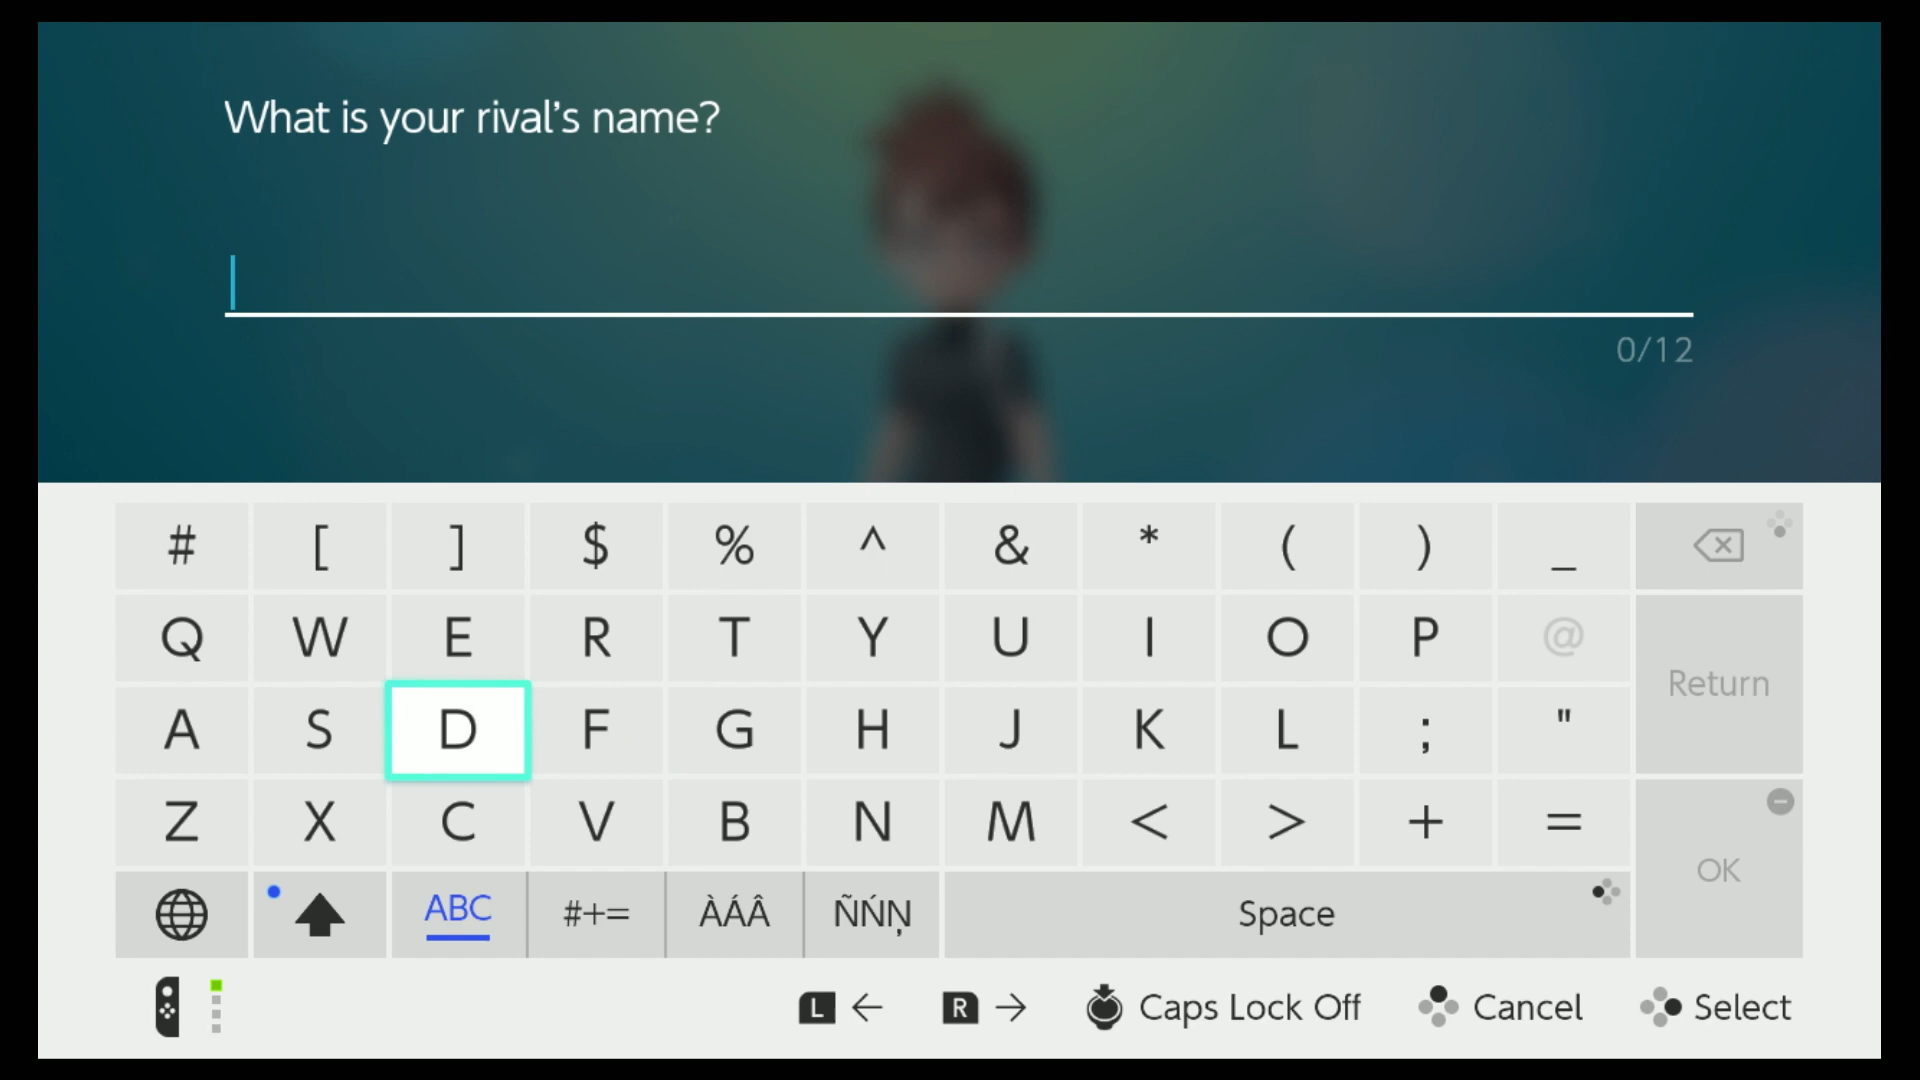 What is your rival's name?
0/12
# [ ] $ % ^ & * ( ) _
Q W E R T Y U I O P @
Return
A S D F G H J K L ; "
Z X C V B N M < > + =
OK
ABC #+= ÀÁÂ ÑŃŅ Space
L ← R → Caps Lock Off Cancel Select